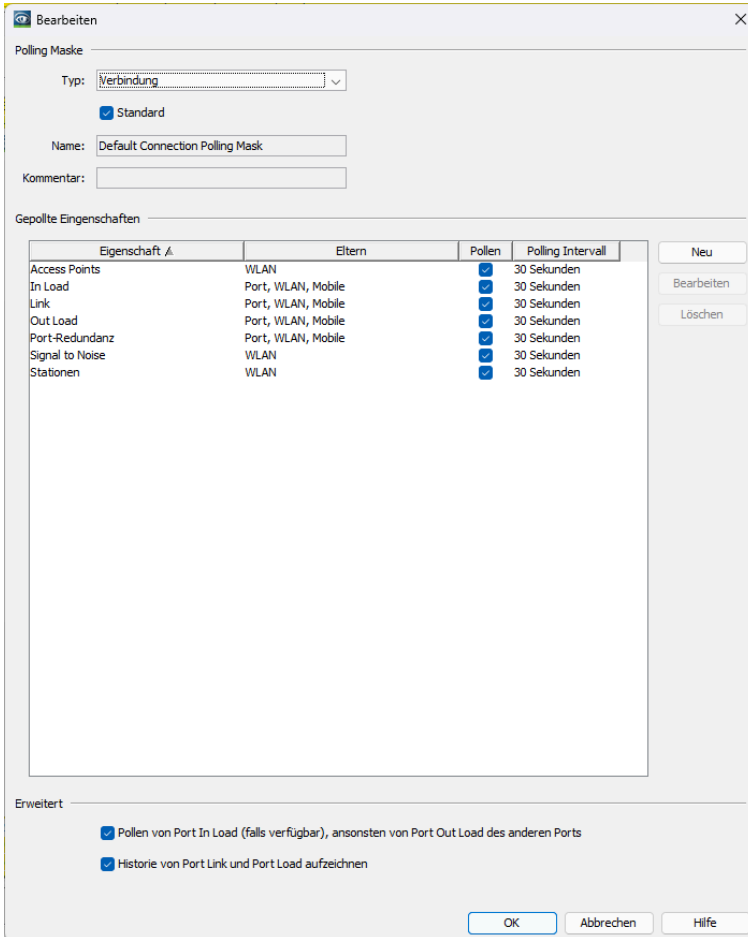 Bearbeiten
Polling Maske
Typ: Verbindung
Standard
Name: Default Connection Polling Mask
Kommentar:
Gepollte Eingenschaften
Eigenschaft Eltern Pollen Polling Intervall
Access Points WLAN 30 Sekunden
In Load Port, WLAN, Mobile 30 Sekunden
Link Port, WLAN, Mobile 30 Sekunden
Out Load Port, WLAN, Mobile 30 Sekunden
Port-Redundanz Port, WLAN, Mobile 30 Sekunden
Signal to Noise WLAN 30 Sekunden
Stationen WLAN 30 Sekunden
Neu
Bearbeiten
Löschen
Erweitert
Pollen von Port In Load (falls verfügbar), ansonsten von Port Out Load des anderen Ports
Historie von Port Link und Port Load aufzeichnen
OK Abbrechen Hilfe